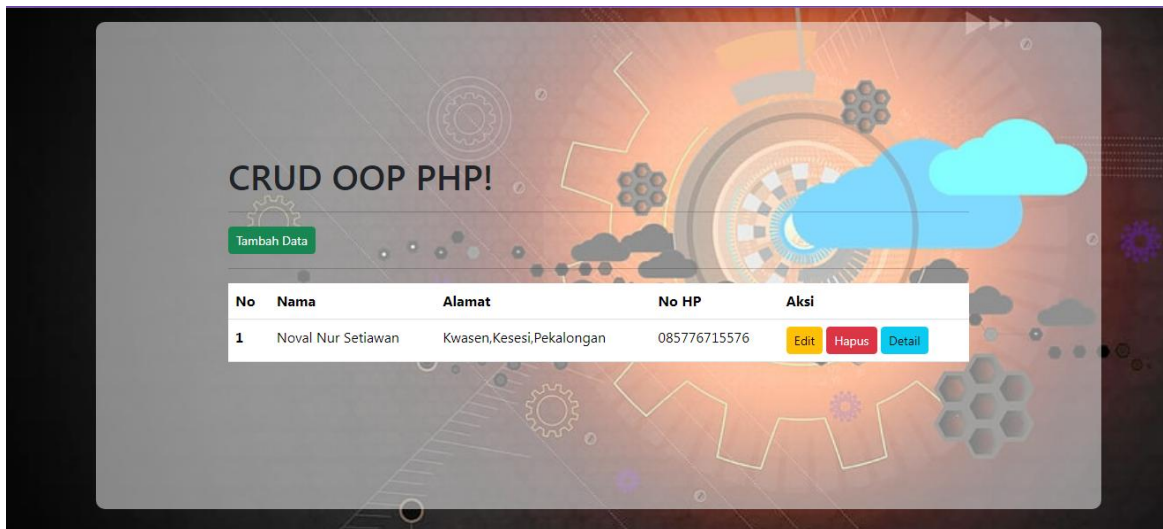 CRUD OOP PHP!
Tambah Data
No Nama Alamat No HP Aksi
1 Noval Nur Setiawan Kwasen,Kesesi,Pekalongan 085776715576 Edit Hapus Detail